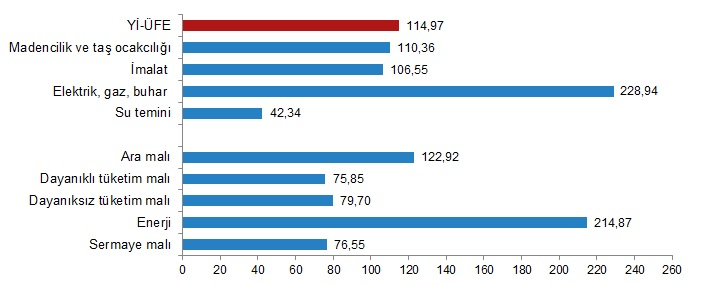 Yİ-ÜFE 114,97
Madencilik ve taş ocakcılığı 110,36
İmalat 106,55
Elektrik, gaz, buhar 228,94
Su temini 42,34
Ara malı 122,92
Dayanıklı tüketim malı 75,85
Dayanıksız tüketim malı 79,70
Enerji 214,87
Sermaye malı 76,55
0 20 40 60 80 100 120 140 160 180 200 220 240 260